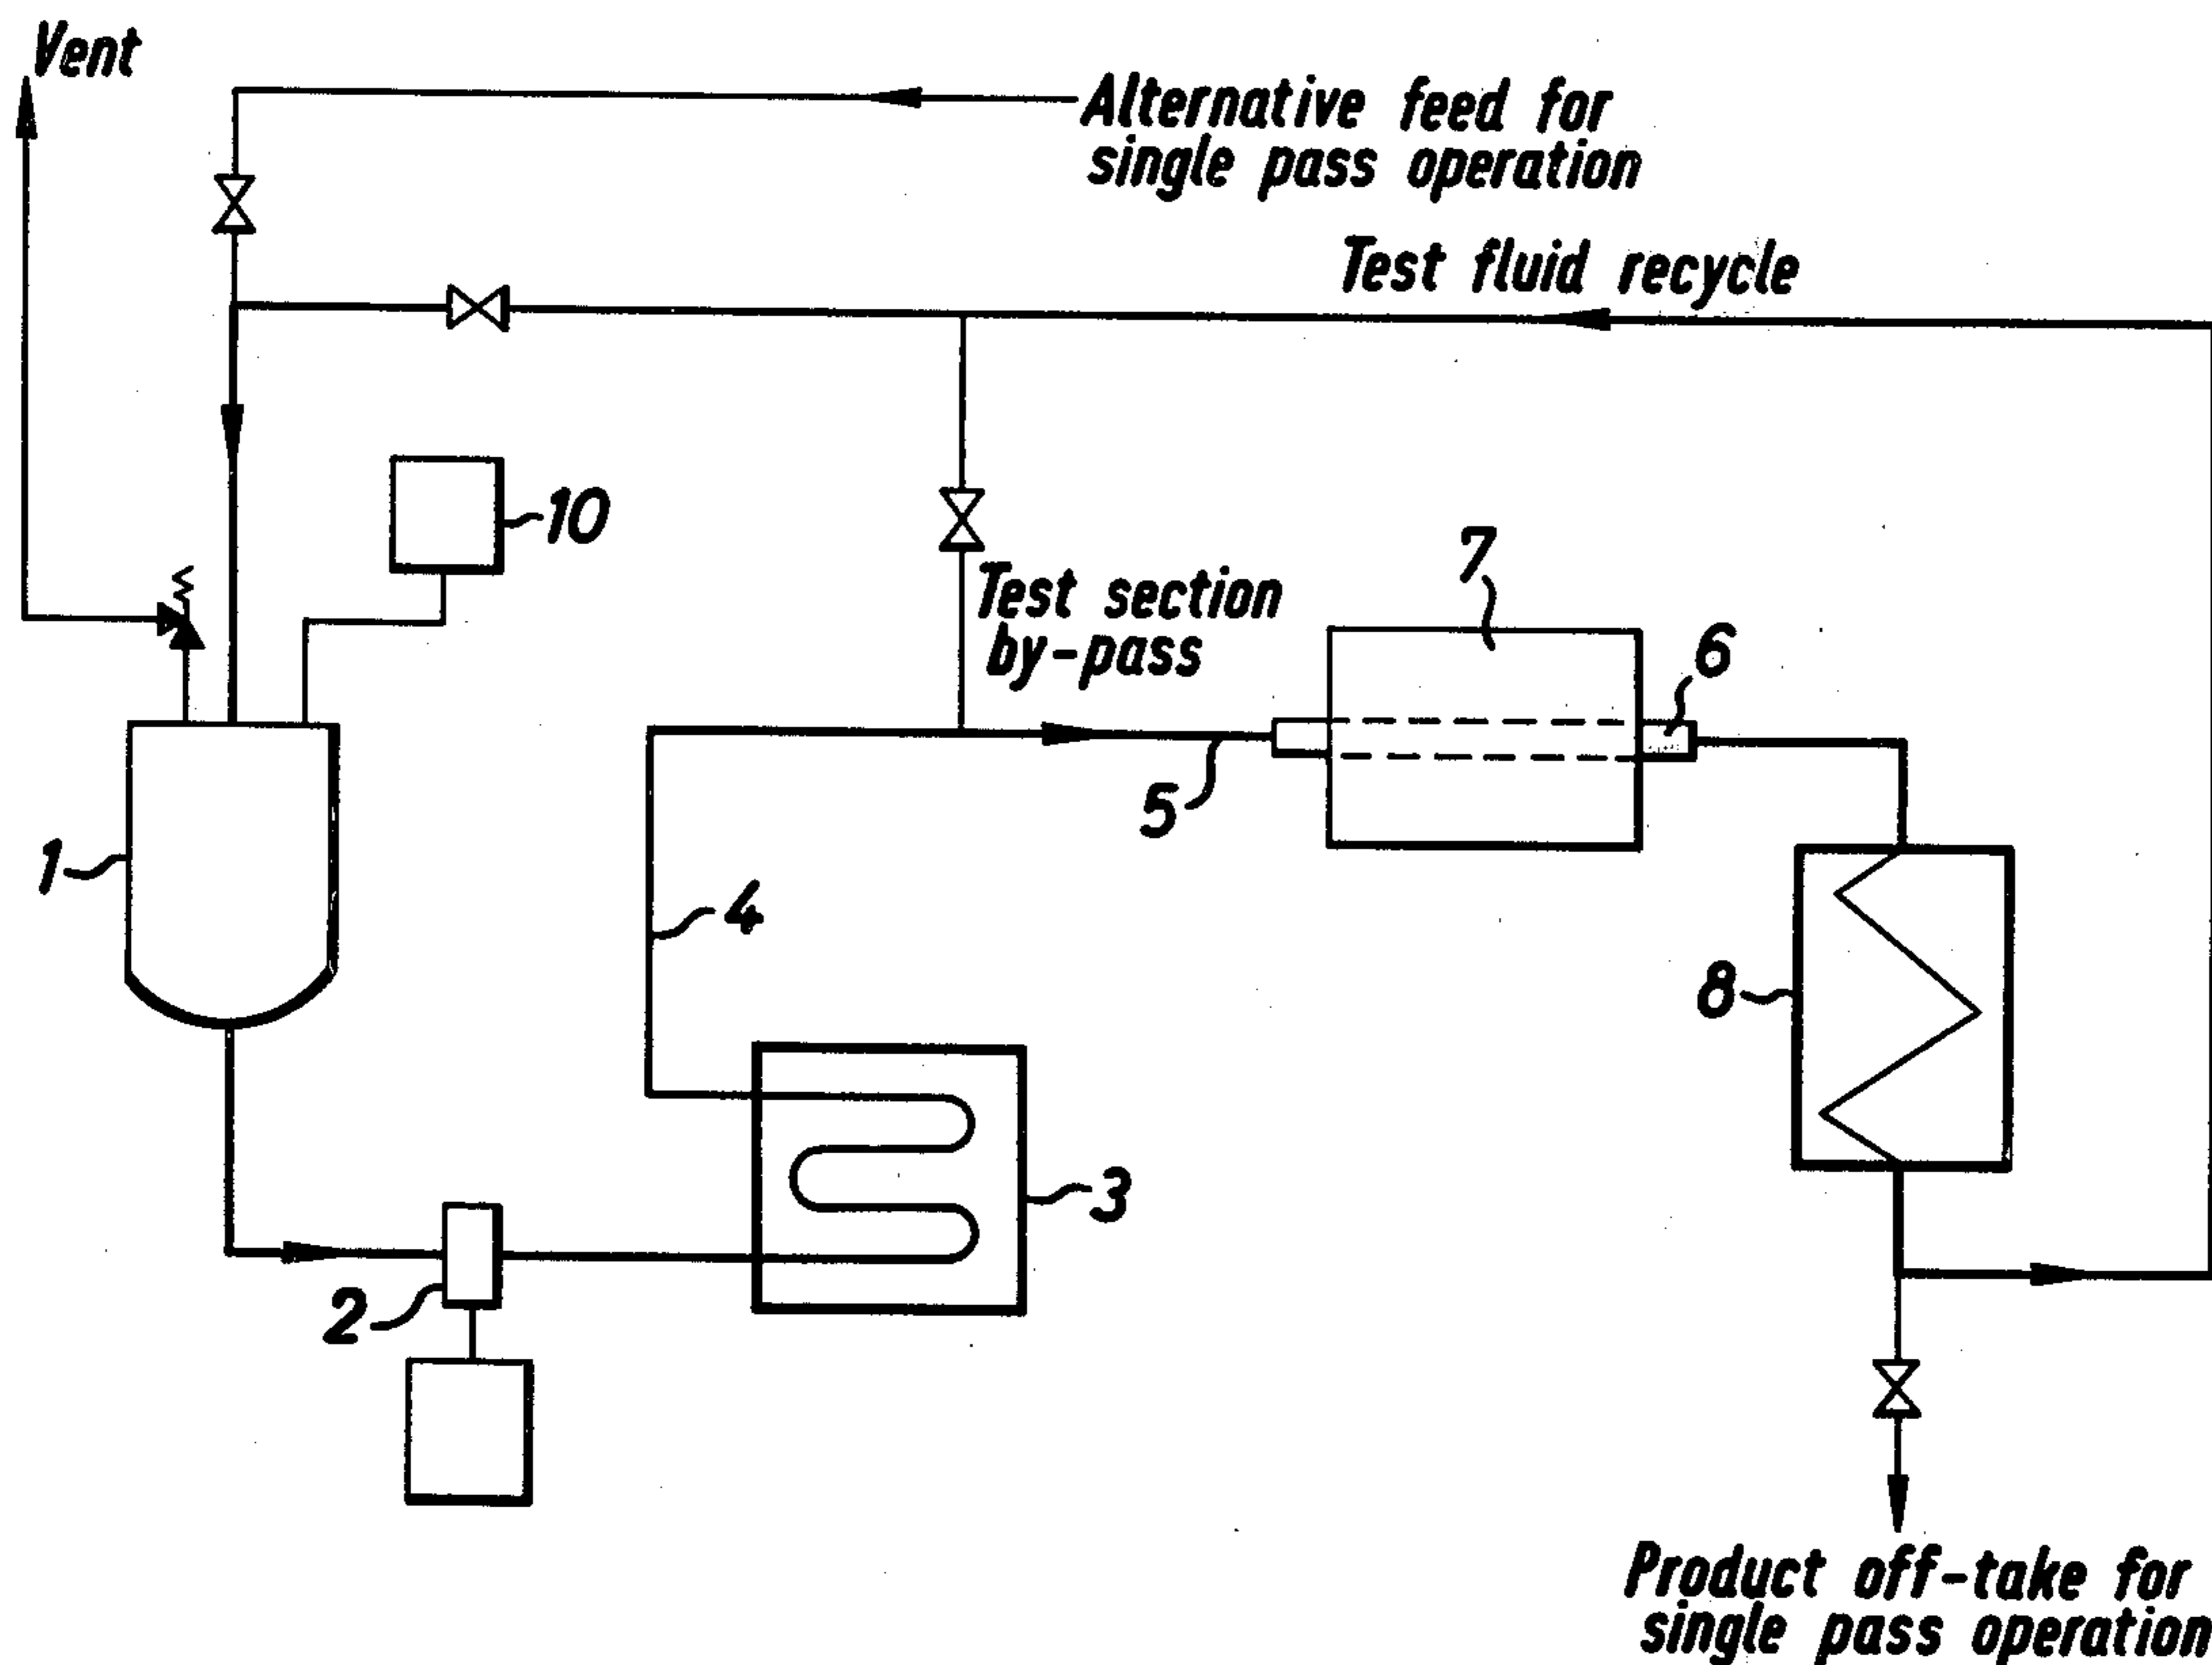 Vent
Alternative feed for
single pass operation
Test fluid recycle
10
Test section
by-pass
7
6
5
1
4
8
3
2
Product off-take for
single pass operation